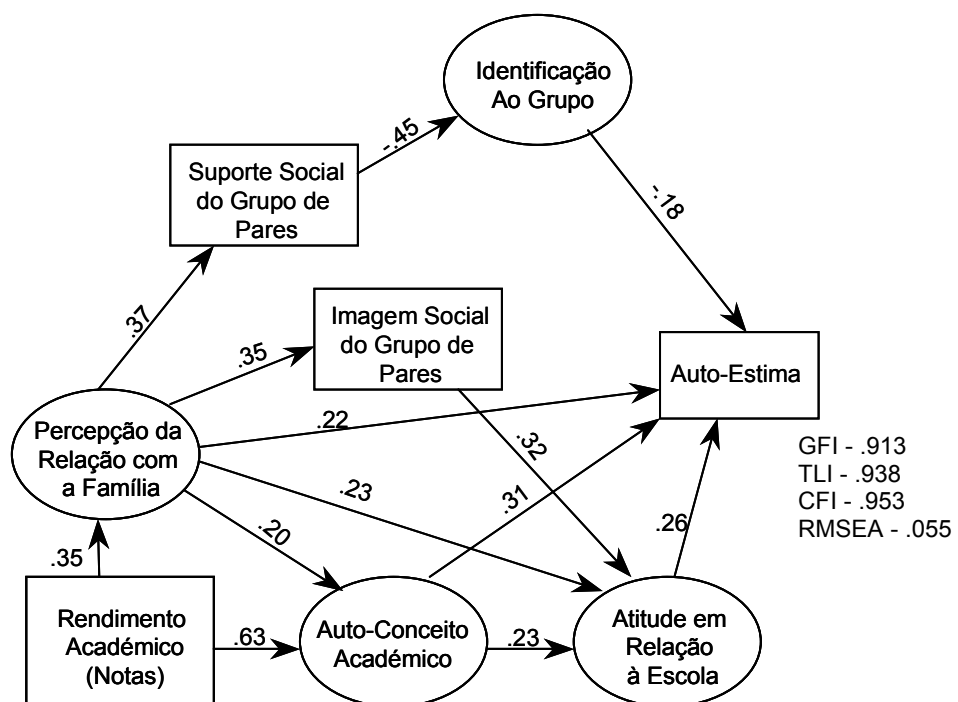 Identificação
Ao Grupo
-.45
Suporte Social
do Grupo de
Pares
-.18
.37
Imagem Social
do Grupo de
Pares
.35
Auto-Estima
.22
Percepção da
Relação com
a Família
.32
GFI - .913
TLI - .938
CFI - .953
RMSEA - .055
.31
.23
.26
.20
.35
Rendimento
Académico
(Notas)
.63
Auto-Conceito
Académico
.23
Atitude em
Relação
à Escola